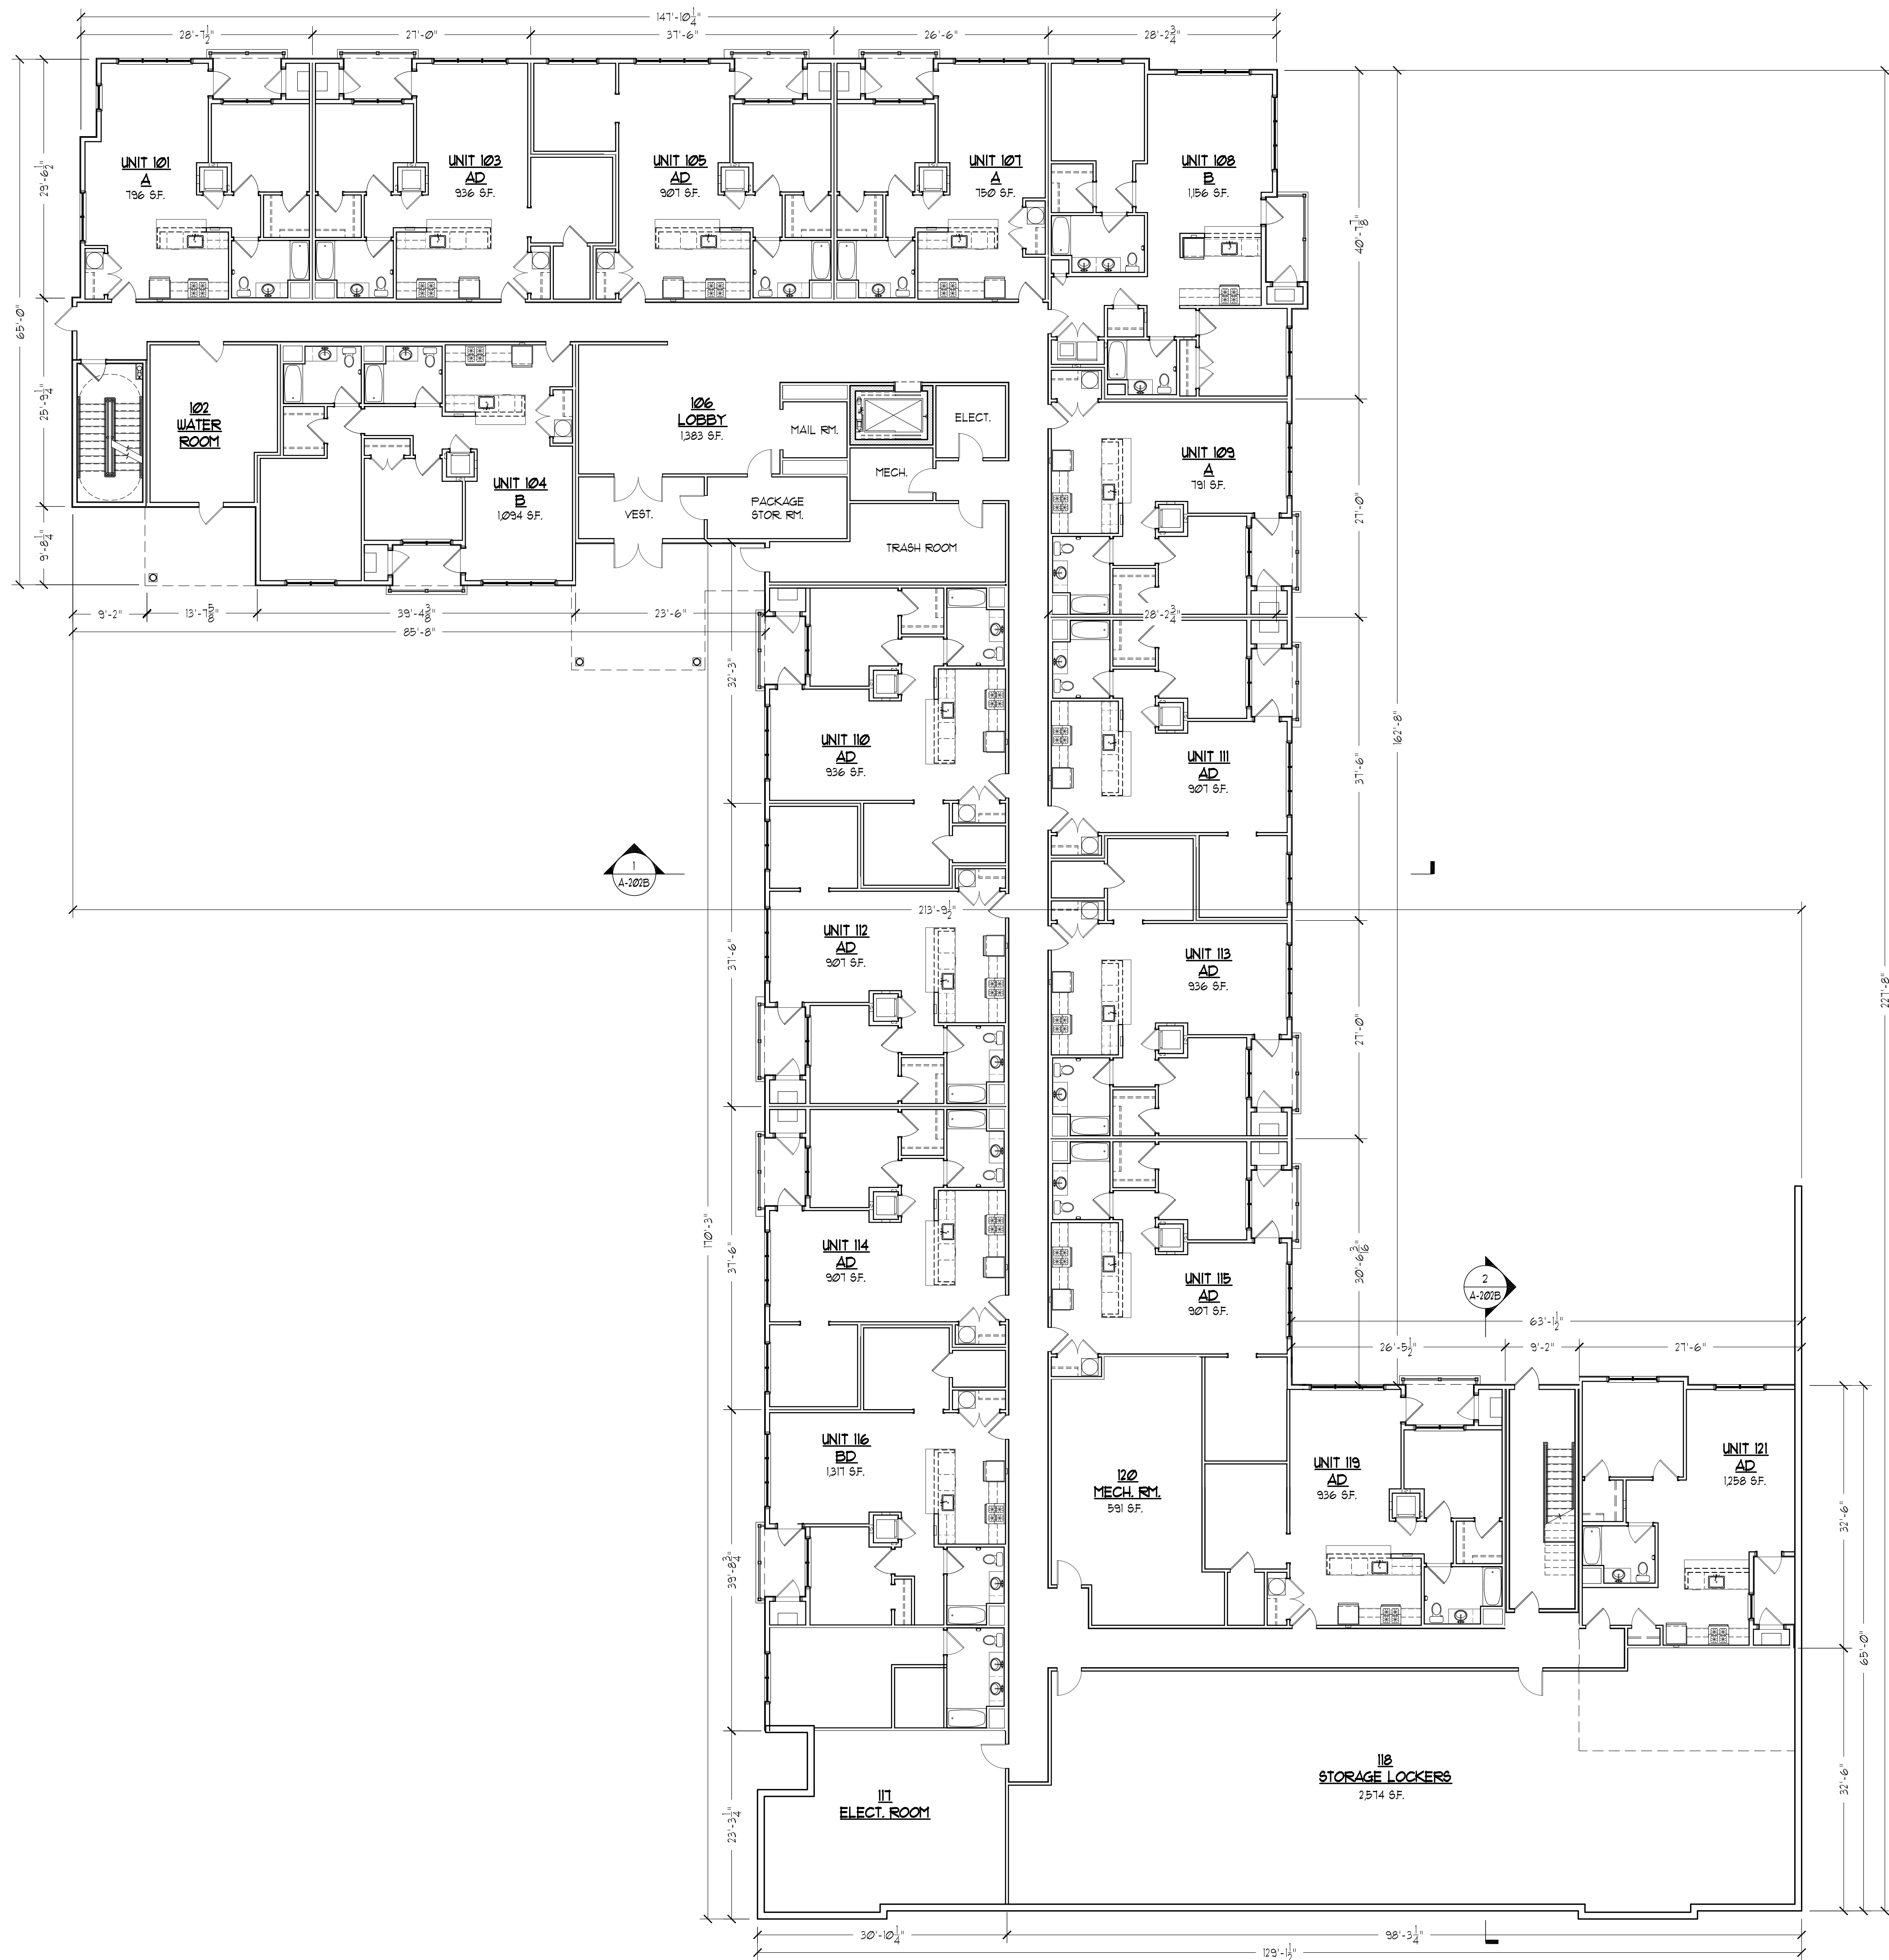 147'-10 1/4"
28'-7 1/2"
27'-0"
37'-6"
26'-6"
28'-2 3/4"
UNIT 101
A
796 S.F.
UNIT 103
AD
936 S.F.
UNIT 105
AD
907 S.F.
UNIT 107
A
750 S.F.
UNIT 108
B
1,156 S.F.
29'-6 1/2"
65'-0"
25'-9 1/4"
9'-8 1/4"
40'-7 7/8"
102
WATER
ROOM
UNIT 104
B
1,094 S.F.
106
LOBBY
1,383 S.F.
MAIL RM.
ELECT.
MECH.
VEST.
PACKAGE
STOR. RM.
TRASH ROOM
UNIT 109
A
791 S.F.
27'-0"
9'-2"
13'-7 5/8"
39'-4 3/8"
23'-6"
28'-2 3/4"
85'-8"
32'-3"
UNIT 110
AD
936 S.F.
UNIT 111
AD
907 S.F.
37'-6"
162'-8"
1
A-202B
213'-9 1/2"
227'-8"
UNIT 112
AD
907 S.F.
37'-6"
UNIT 113
AD
936 S.F.
27'-0"
170'-3"
UNIT 114
AD
907 S.F.
37'-6"
UNIT 115
AD
907 S.F.
30'-6 3/16"
2
A-202B
63'-1 1/2"
26'-5 1/2"
9'-2"
27'-6"
UNIT 116
BD
1,317 S.F.
39'-8 3/4"
120
MECH. RM.
591 S.F.
UNIT 119
AD
936 S.F.
UNIT 121
AD
1,258 S.F.
32'-6"
65'-0"
118
STORAGE LOCKERS
2,574 S.F.
32'-6"
117
ELECT. ROOM
23'-3 1/4"
30'-10 1/4"
98'-3 1/4"
129'-1 1/2"